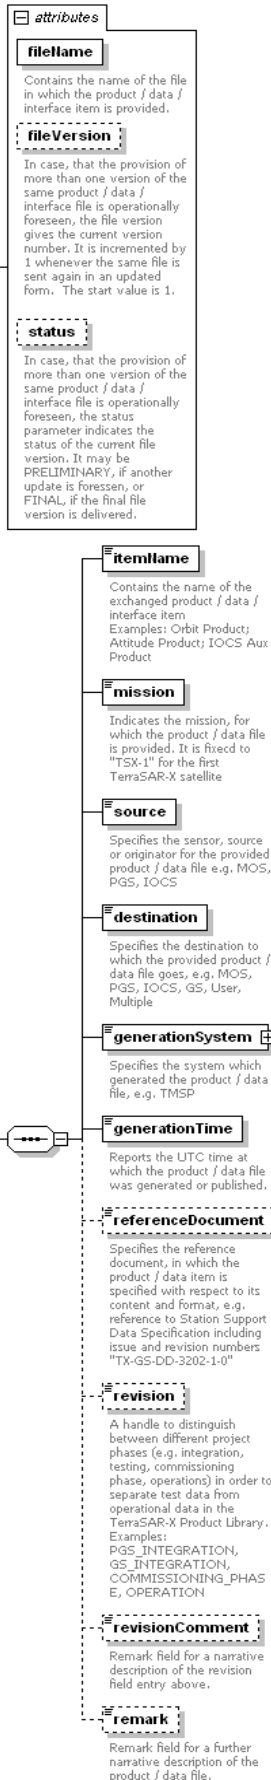 attributes
fileName
Contains the name of the file
in which the product / data /
interface item is provided.
fileVersion
In case, that the provision of
more than one version of the
same product / data /
interface file is operationally
foreseen, the file version
gives the current version
number. It is incremented by
1 whenever the same file is
sent again in an updated
form.  The start value is 1.
status
In case, that the provision of
more than one version of the
same product / data /
interface file is operationally
foreseen, the status
parameter indicates the
status of the current file
version. It may be
PRELIMINARY, if another
update is foressen, or
FINAL, if the final file
version is delivered.
itemName
Contains the name of the
exchanged product / data /
interface item
Examples: Orbit Product;
Attitude Product; IOCS Aux
Product
mission
Indicates the mission, for
which the product / data file
is provided. It is fixecd to
"TSX-1" for the first
TerraSAR-X satellite
source
Specifies the sensor, source
or originator for the provided
product / data file e.g. MOS,
PGS, IOCS
destination
Specifies the destination to
which the provided product /
data file goes, e.g. MOS,
PGS, IOCS, GS, User,
Multiple
generationSystem
Specifies the system which
generated the product / data
file, e.g. TMSP
generationTime
Reports the UTC time at
which the product / data file
was generated or published.
referenceDocument
Specifies the reference
document, in which the
product / data item is
specified with respect to its
content and format, e.g.
reference to Station Support
Data Specification including
issue and revision numbers
"TX-GS-DD-3202-1-0"
revision
A handle to distinguish
between different project
phases (e.g. integration,
testing, commissioning
phase, operations) in order to
separate test data from
operational data in the
TerraSAR-X Product Library.
Examples:
PGS_INTEGRATION,
GS_INTEGRATION,
COMMISSIONING_PHAS
E, OPERATION
revisionComment
Remark field for a narrative
description of the revision
field entry above.
remark
Remark field for a further
narrative description of the
product / data file.